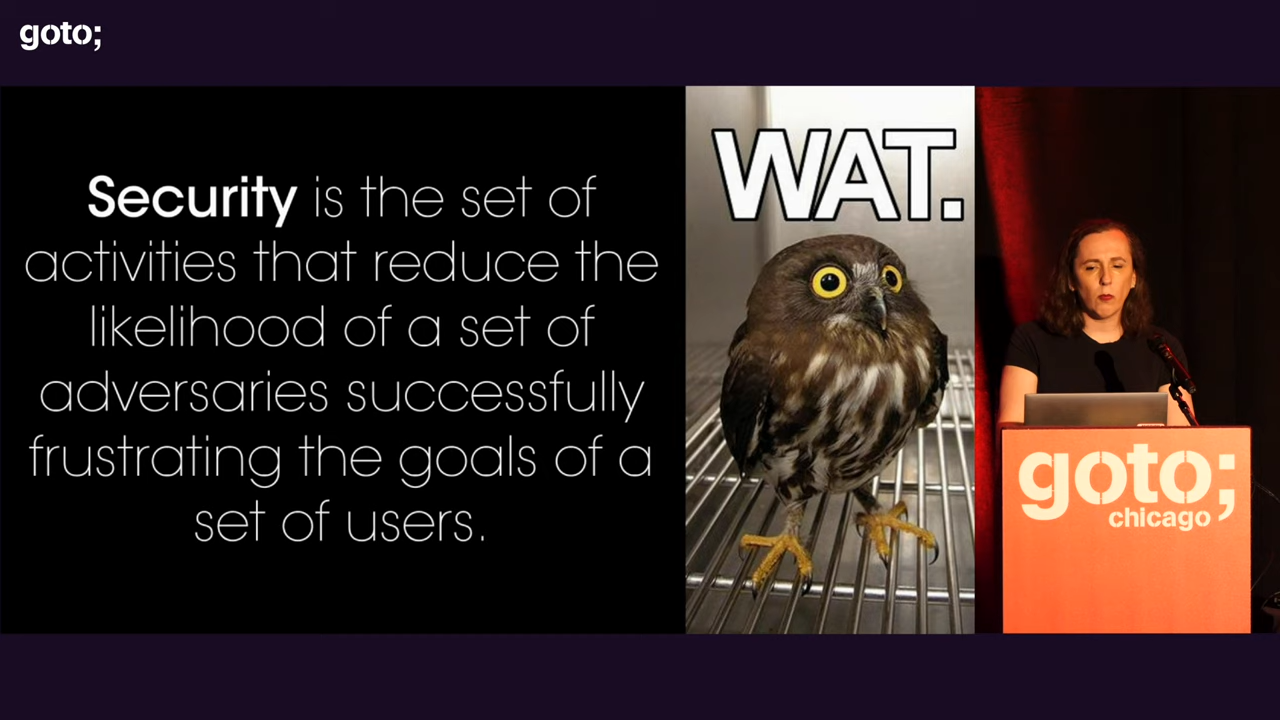 goto;
Security is the set of
activities that reduce the
likelihood of a set of
adversaries successfully
frustrating the goals of a
set of users.
WAT.
goto;
chicago